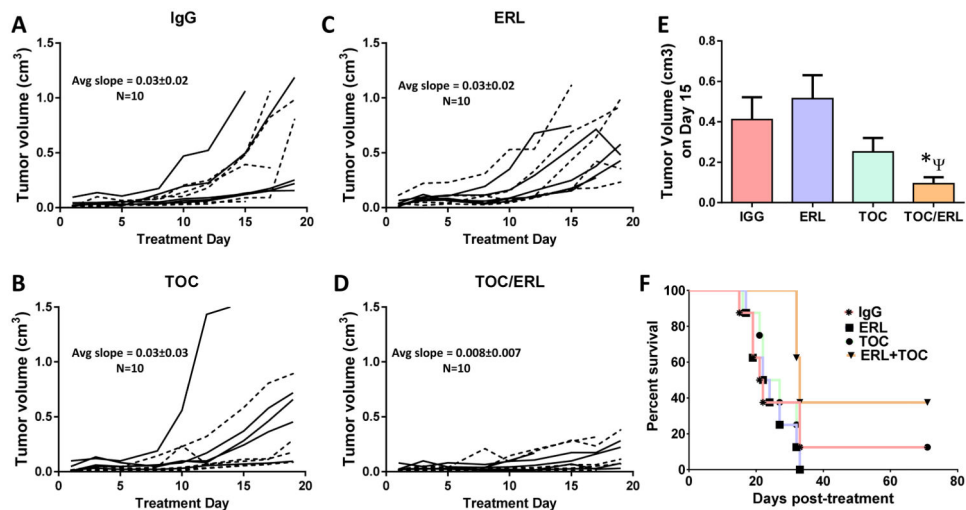 A
IgG
Tumor volume (cm3)
1.5
1.0
0.5
0.0
Avg slope = 0.03±0.02
N=10
0
5
10
15
20
Treatment Day
C
ERL
Tumor volume (cm3)
1.5
1.0
0.5
0.0
Avg slope = 0.03±0.02
N=10
0
5
10
15
20
Treatment Day
E
Tumor Volume (cm3)
on Day 15
0.8
0.6
0.4
0.2
0.0
*Ψ
IGG
ERL
TOC
TOC/ERL
B
TOC
Tumor volume (cm3)
1.5
1.0
0.5
0.0
Avg slope = 0.03±0.03
N=10
0
5
10
15
20
Treatment Day
D
TOC/ERL
Tumor volume (cm3)
1.5
1.0
0.5
0.0
Avg slope = 0.008±0.007
N=10
0
5
10
15
20
Treatment Day
F
Percent survival
100
80
60
40
20
0
IgG
ERL
TOC
ERL+TOC
0
20
40
60
80
Days post-treatment